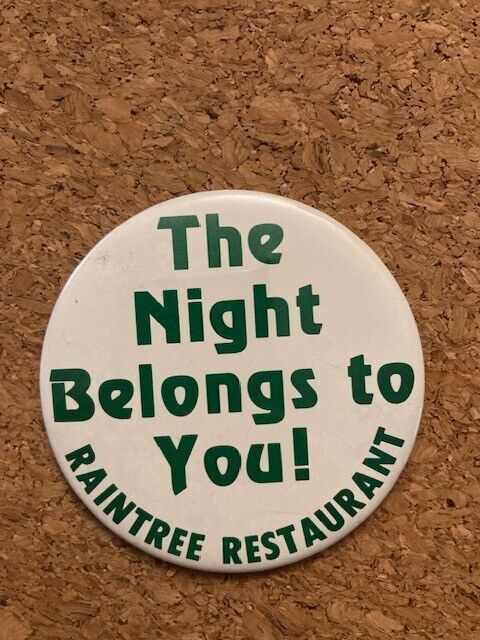 The
Night
Belongs to
You!
RAINTREE RESTAURANT